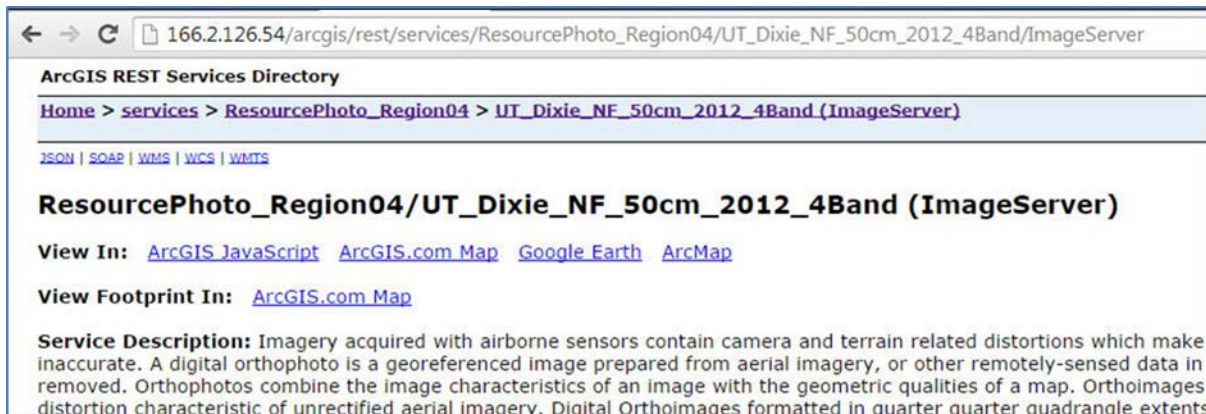 166.2.126.54/arcgis/rest/services/ResourcePhoto_Region04/UT_Dixie_NF_50cm_2012_4Band/ImageServer
ArcGIS REST Services Directory
Home > services > ResourcePhoto_Region04 > UT_Dixie_NF_50cm_2012_4Band (ImageServer)
JSON | SOAP | WMS | WCS | WMTS
ResourcePhoto_Region04/UT_Dixie_NF_50cm_2012_4Band (ImageServer)
View In: ArcGIS JavaScript ArcGIS.com Map Google Earth ArcMap
View Footprint In: ArcGIS.com Map
Service Description: Imagery acquired with airborne sensors contain camera and terrain related distortions which make
inaccurate. A digital orthophoto is a georeferenced image prepared from aerial imagery, or other remotely-sensed data in
removed. Orthophotos combine the image characteristics of an image with the geometric qualities of a map. Orthoimages
distortion characteristic of unrectified aerial imagery. Digital Orthoimages formatted in quarter quarter quadrangle extents